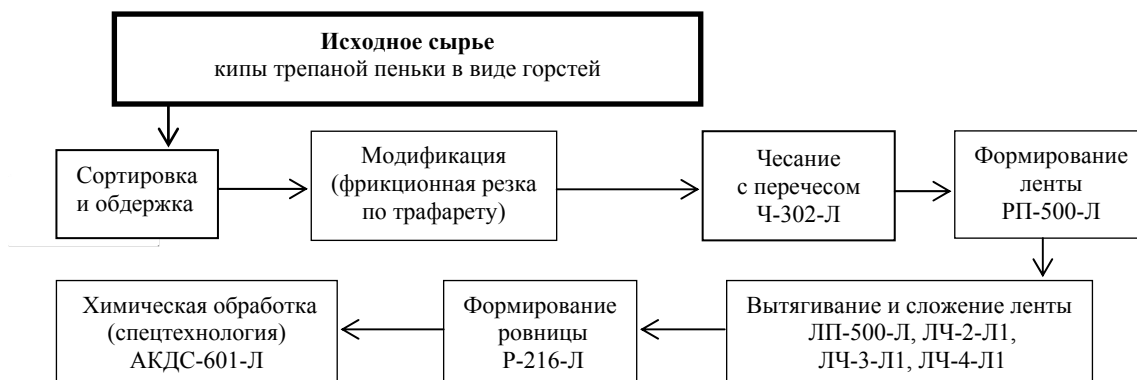 Исходное сырье
кипы трепаной пеньки в виде горстей
Сортировка
и обдержка
Модификация
(фрикционная резка
по трафарету)
Чесание
с перечесом
Ч-302-Л
Формирование
ленты
РП-500-Л
Вытягивание и сложение ленты
ЛП-500-Л, ЛЧ-2-Л1,
ЛЧ-3-Л1, ЛЧ-4-Л1
Формирование
ровницы
Р-216-Л
Химическая обработка
(спецтехнология)
АКДС-601-Л